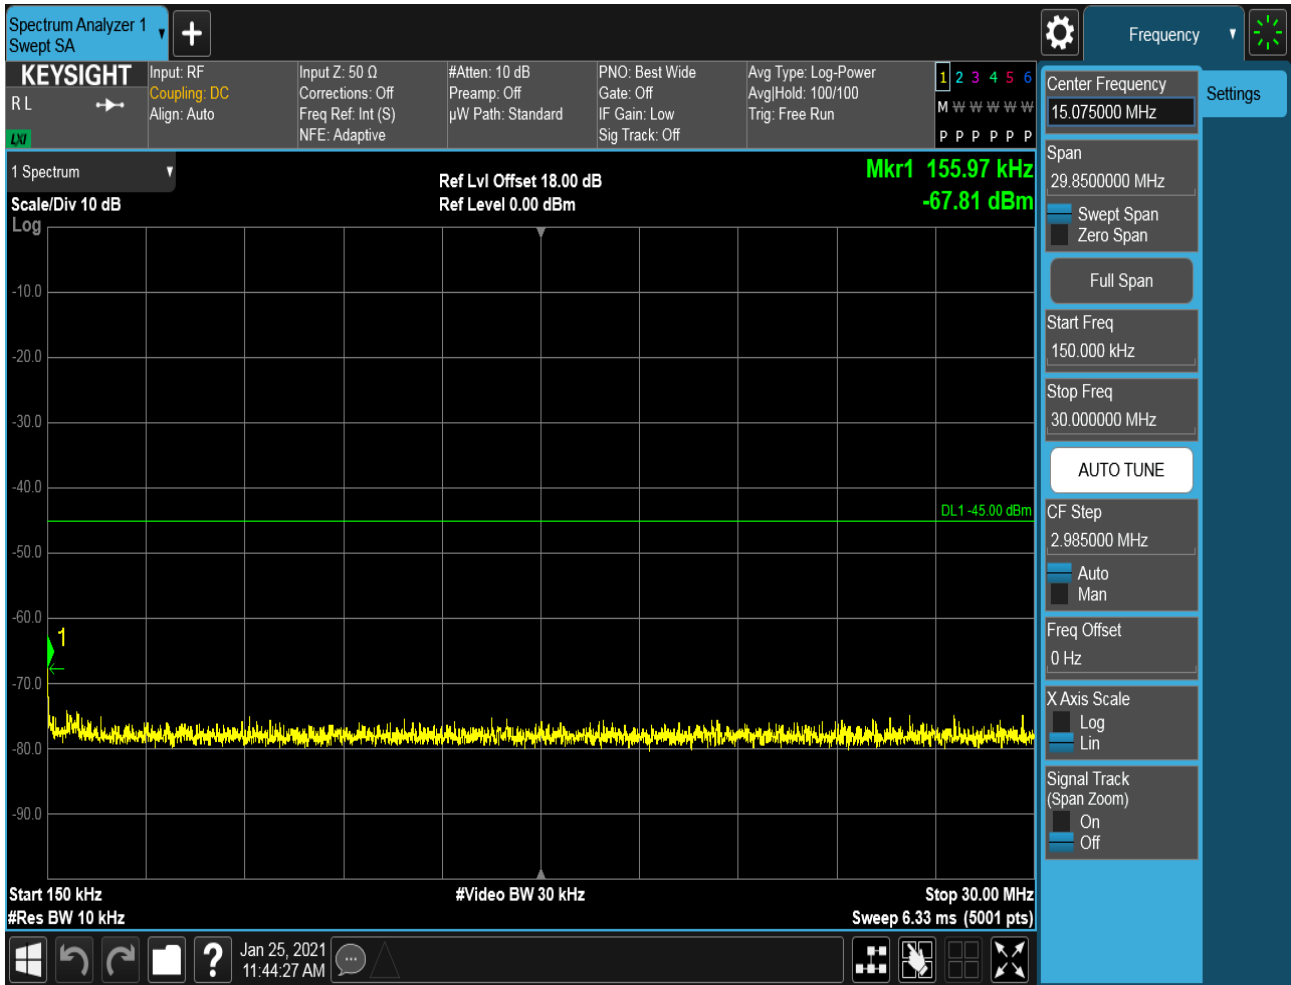 Spectrum Analyzer 1
Swept SA
Frequency
KEYSIGHT
R L
LXI
Input: RF
Coupling: DC
Align: Auto
Input Z: 50 Ω
Corrections: Off
Freq Ref: Int (S)
NFE: Adaptive
#Atten: 10 dB
Preamp: Off
µW Path: Standard
PNO: Best Wide
Gate: Off
IF Gain: Low
Sig Track: Off
Avg Type: Log-Power
Avg|Hold: 100/100
Trig: Free Run
1 2 3 4 5 6
M W W W W W
P P P P P P
1 Spectrum
Scale/Div 10 dB
Log
Ref Lvl Offset 18.00 dB
Ref Level 0.00 dBm
Mkr1 155.97 kHz
-67.81 dBm
-10.0
-20.0
-30.0
-40.0
DL1 -45.00 dBm
-50.0
-60.0
1
-70.0
-80.0
-90.0
Start 150 kHz
#Video BW 30 kHz
Stop 30.00 MHz
#Res BW 10 kHz
Sweep 6.33 ms (5001 pts)
Jan 25, 2021
11:44:27 AM
?
Center Frequency
15.075000 MHz
Settings
Span
29.8500000 MHz
Swept Span
Zero Span
Full Span
Start Freq
150.000 kHz
Stop Freq
30.000000 MHz
AUTO TUNE
CF Step
2.985000 MHz
Auto
Man
Freq Offset
0 Hz
X Axis Scale
Log
Lin
Signal Track
(Span Zoom)
On
Off